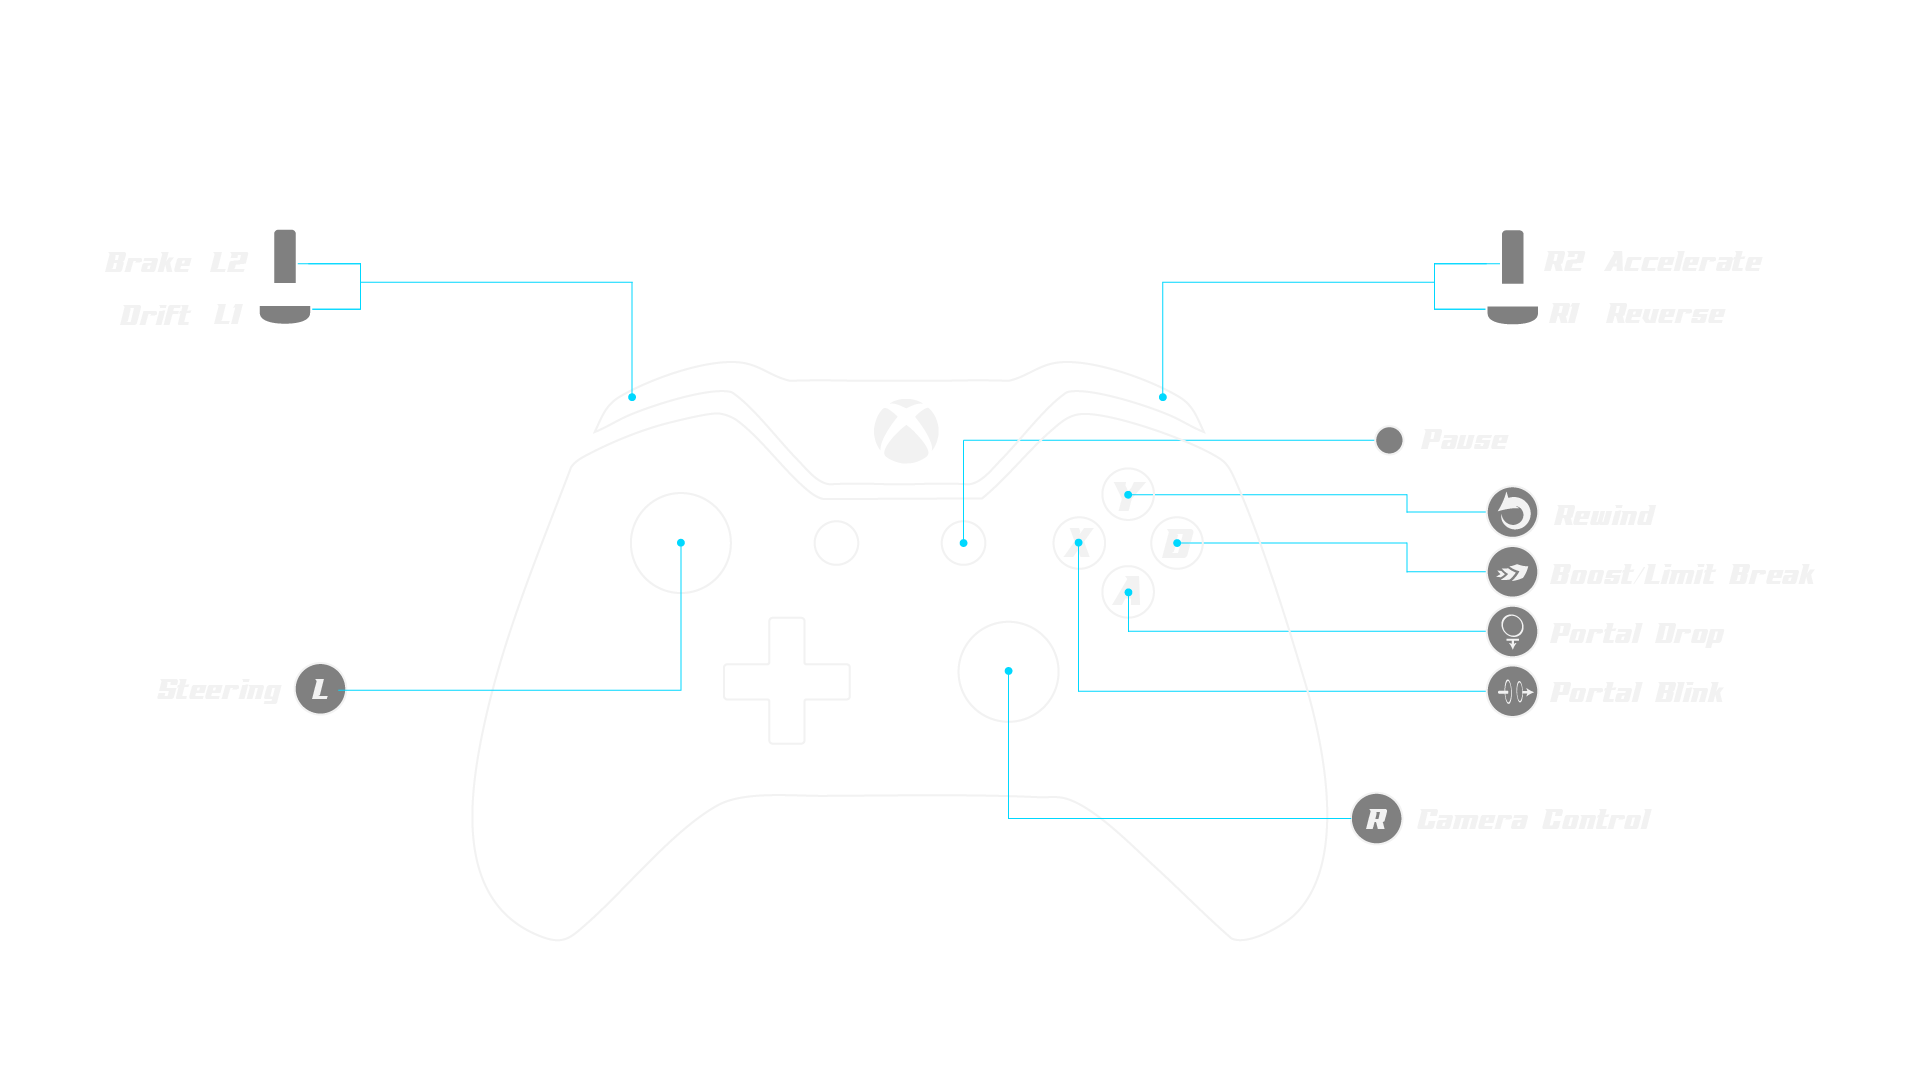 Brake L2
R2 Accelerate
Drift L1
R1 Reverse
Pause
Y
Rewind
X
B
Boost/Limit Break
A
Portal Drop
Steering L
Portal Blink
R Camera Control